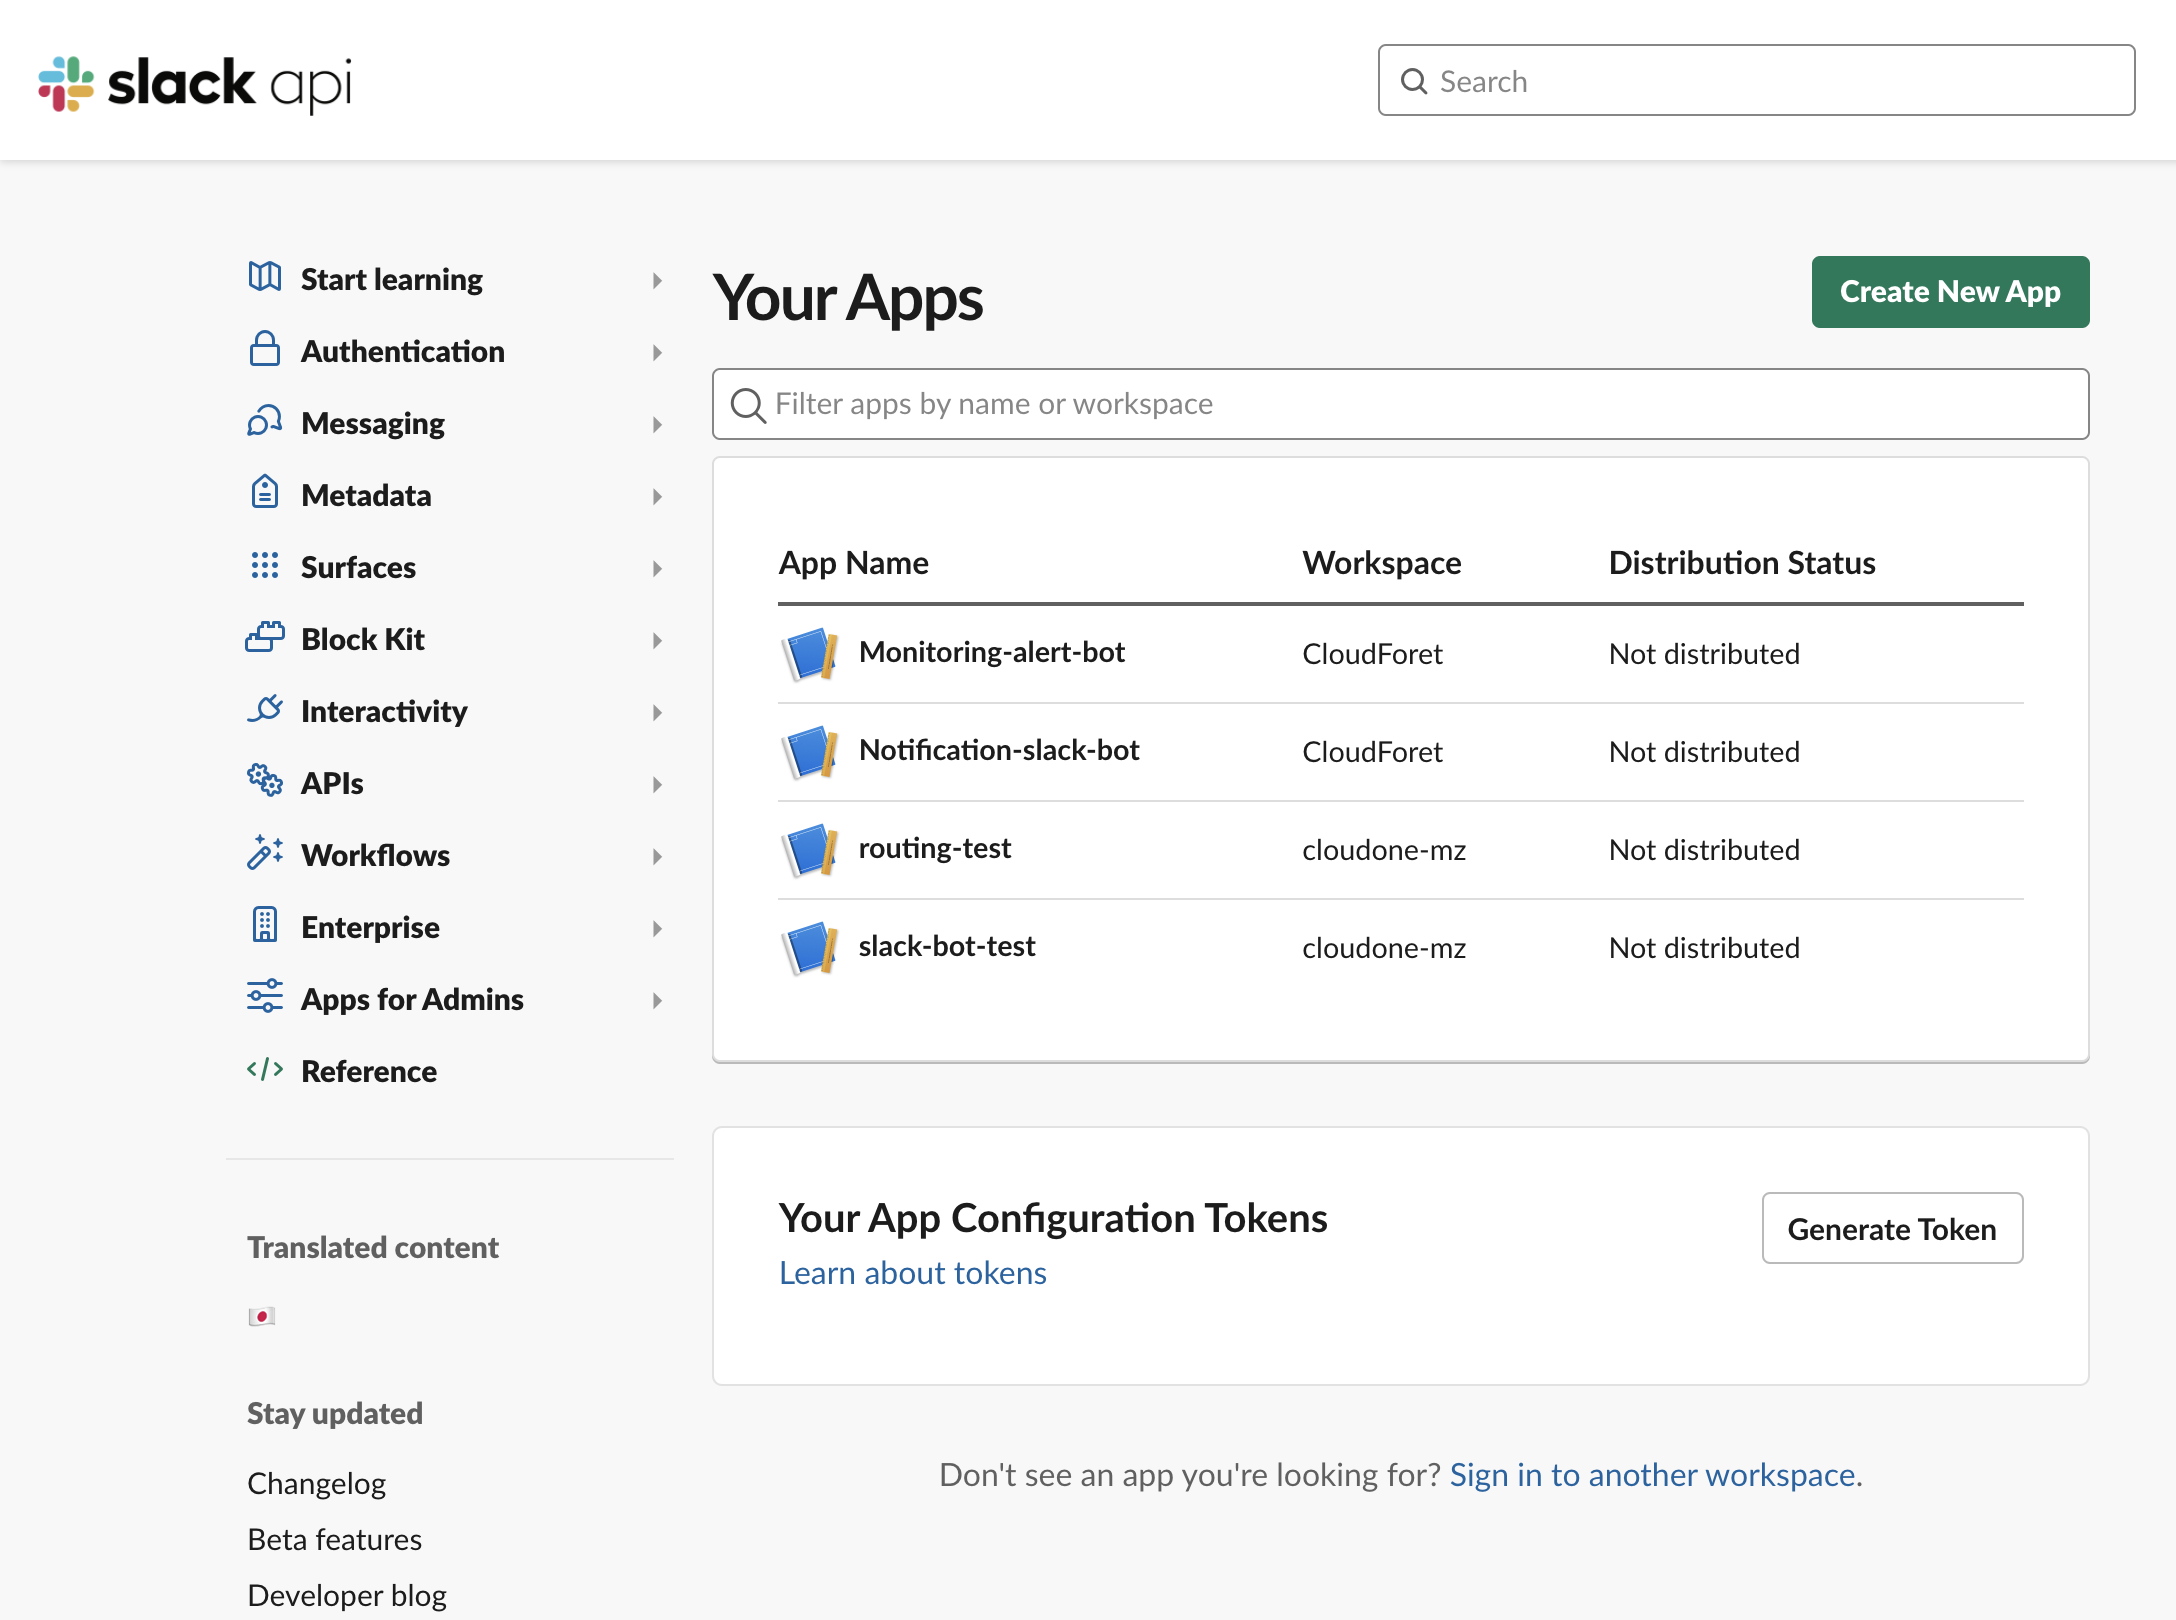 slack api
Search
Start learning
Authentication
Messaging
Metadata
Surfaces
Block Kit
Interactivity
APIs
Workflows
Enterprise
Apps for Admins
Reference
Translated content
Stay updated
Changelog
Beta features
Developer blog
Your Apps
Create New App
Filter apps by name or workspace
App Name Workspace Distribution Status
Monitoring-alert-bot CloudForet Not distributed
Notification-slack-bot CloudForet Not distributed
routing-test cloudone-mz Not distributed
slack-bot-test cloudone-mz Not distributed
Your App Configuration Tokens
Generate Token
Learn about tokens
Don't see an app you're looking for? Sign in to another workspace.